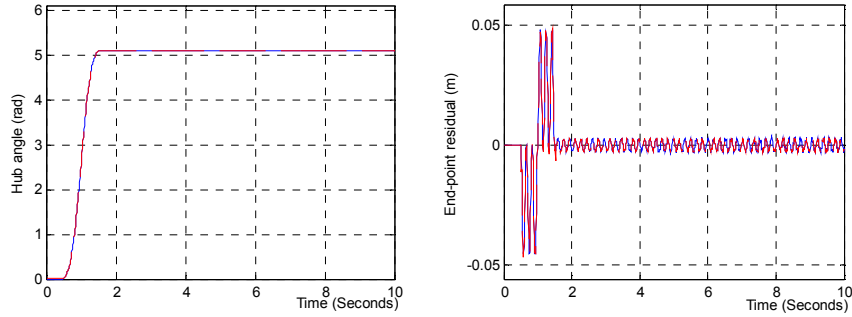 6
5
4
3
2
1
0
Hub angle (rad)
0 2 4 6 8 10
Time (Seconds)
0.05
0
-0.05
End-point residual (m)
0 2 4 6 8 10
Time (Seconds)